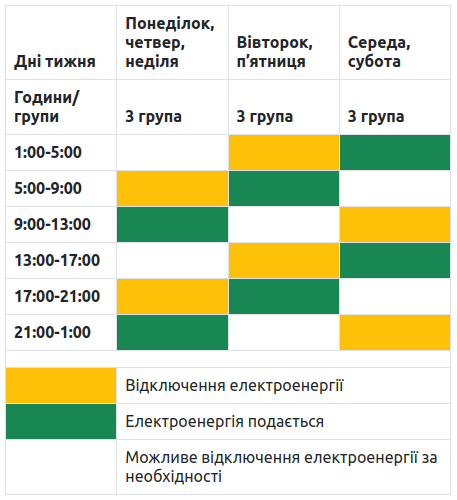 Дні тижня
Понеділок,
четвер,
неділя
Вівторок,
п’ятниця
Середа,
субота
Години/
групи
3 група
3 група
3 група
1:00-5:00
5:00-9:00
9:00-13:00
13:00-17:00
17:00-21:00
21:00-1:00
Відключення електроенергії
Електроенергія подається
Можливе відключення електроенергії за
необхідності